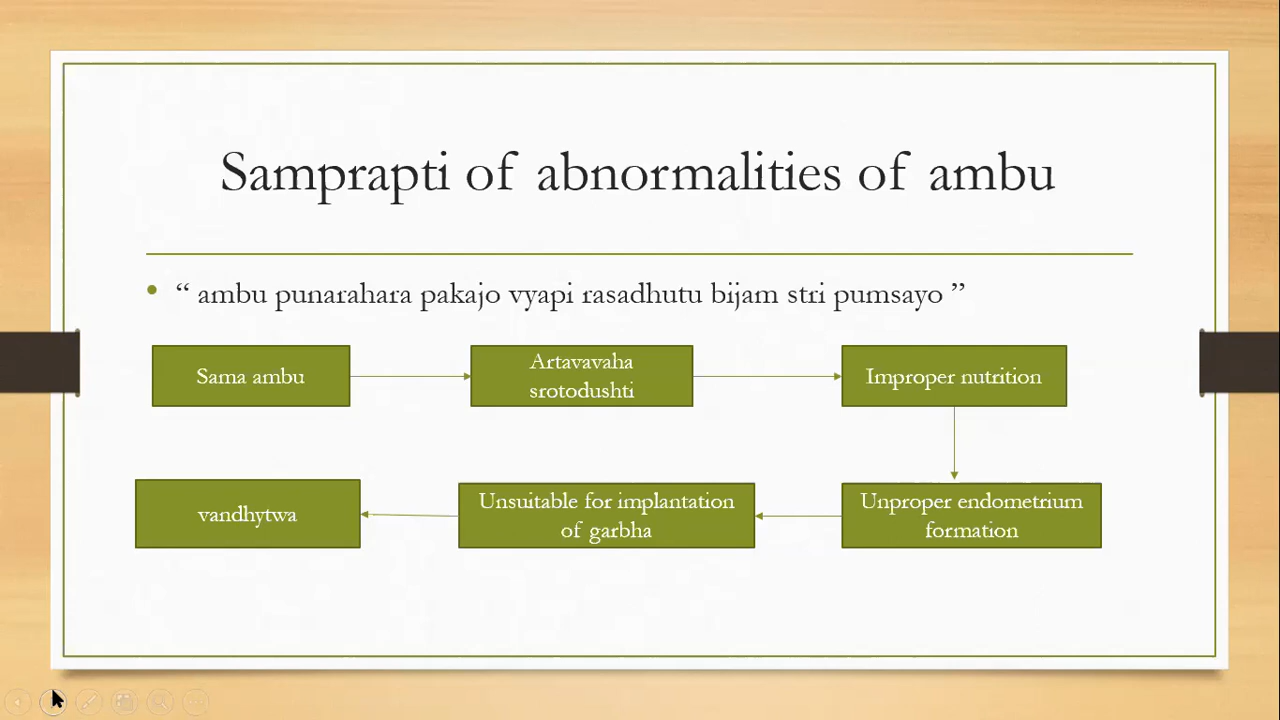 Samprapti of abnormalities of ambu
• “ ambu punarahara pakajo vyapi rasadhutu bijam stri pumsayo ”
Sama ambu
Artavavaha
srotodushti
Improper nutrition
Unproper endometrium
formation
Unsuitable for implantation
of garbha
vandhytwa